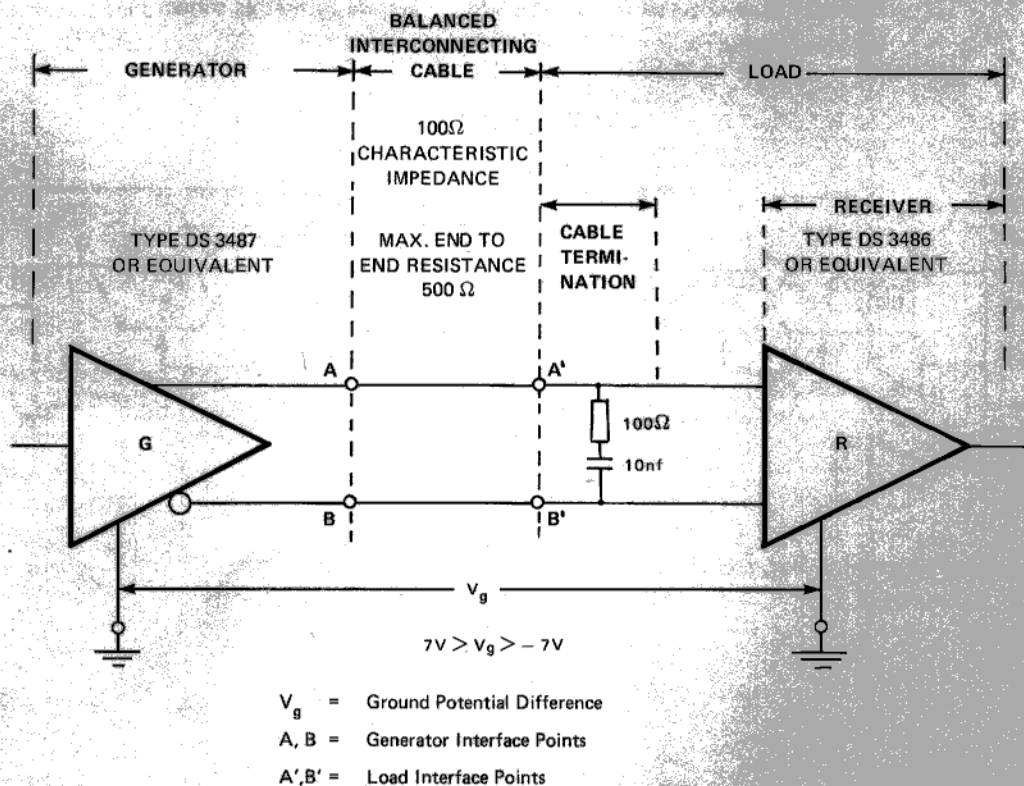 BALANCED
INTERCONNECTING
CABLE
GENERATOR
LOAD
100Ω
CHARACTERISTIC
IMPEDANCE
RECEIVER
TYPE DS 3487
OR EQUIVALENT
MAX. END TO
END RESISTANCE
500 Ω
CABLE
TERMI-
NATION
TYPE DS 3486
OR EQUIVALENT
A
A'
G
100Ω
10nf
R
B
B'
Vg
7V > Vg > – 7V
Vg = Ground Potential Difference
A, B = Generator Interface Points
A',B' = Load Interface Points